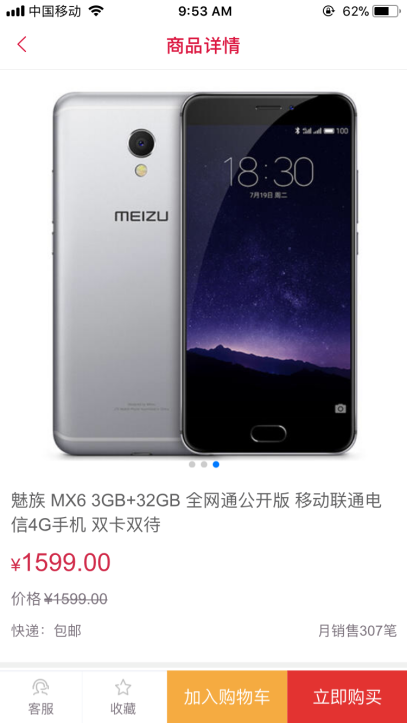 中国移动 9:53 AM 62%
商品详情
100
18:30
7月19日 周二
MEIZU
魅族 MX6 3GB+32GB 全网通公开版 移动联通电
信4G手机 双卡双待
¥1599.00
价格 ¥1599.00
快递：包邮 月销售307笔
客服 收藏 加入购物车 立即购买